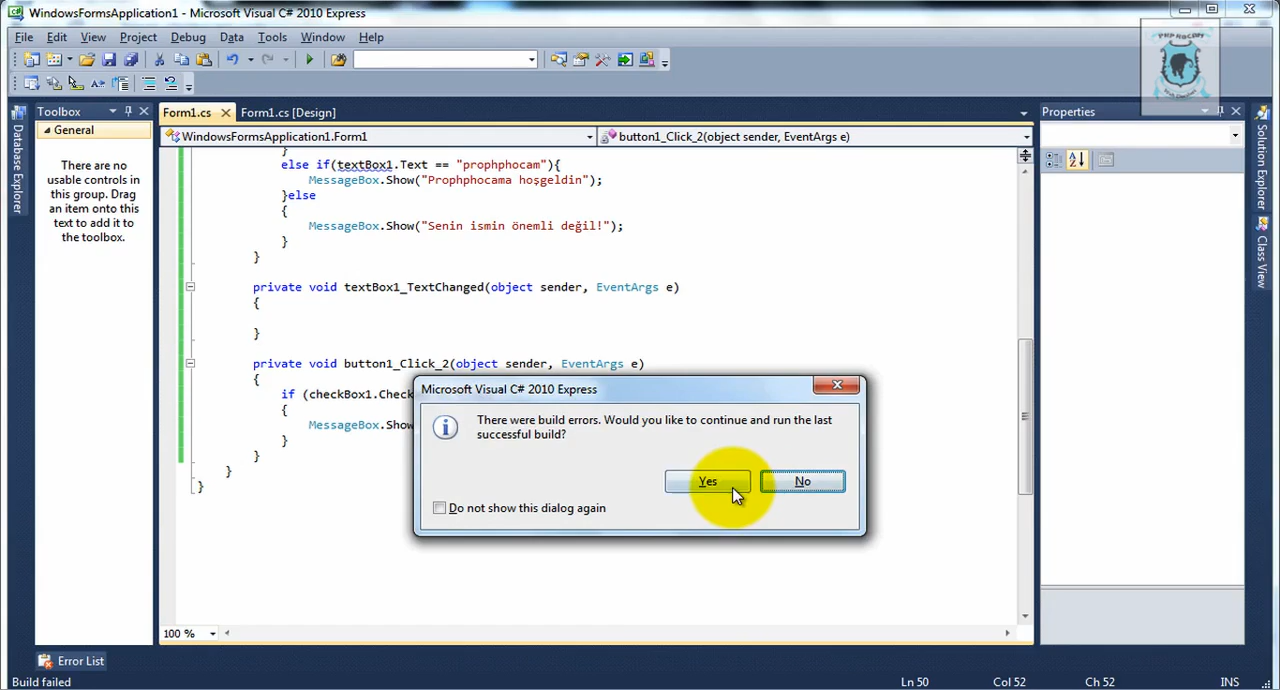 WindowsFormsApplication1 - Microsoft Visual C# 2010 Express
File Edit View Project Debug Data Tools Window Help
Toolbox
Form1.cs
Form1.cs [Design]
Properties
General
WindowsFormsApplication1.Form1
button1_Click_2(object sender, EventArgs e)
Database Explorer
Solution Explorer
Class View
There are no
usable controls in
this group. Drag
an item onto this
text to add it to
the toolbox.
}
else if(textBox1.Text == "prophphocam"){
MessageBox.Show("Prophphocama hoşgeldin");
}else
{
MessageBox.Show("Senin ismin önemli değil!");
}
}
private void textBox1_TextChanged(object sender, EventArgs e)
{
}
private void button1_Click_2(object sender, EventArgs e)
{
if (checkBox1.Check
{
MessageBox.Show
}
}
}
}
Microsoft Visual C# 2010 Express
There were build errors. Would you like to continue and run the last
successful build?
Yes
No
Do not show this dialog again
100 %
Error List
Build failed
Ln 50
Col 52
Ch 52
INS